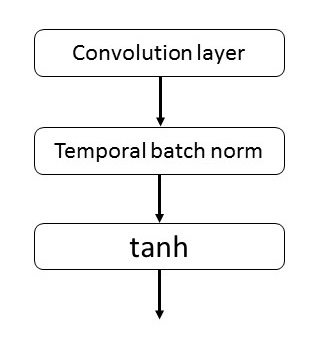 Convolution layer
Temporal batch norm
tanh